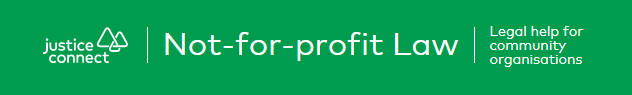 justice
connect
Not-for-profit Law
Legal help for
community
organisations